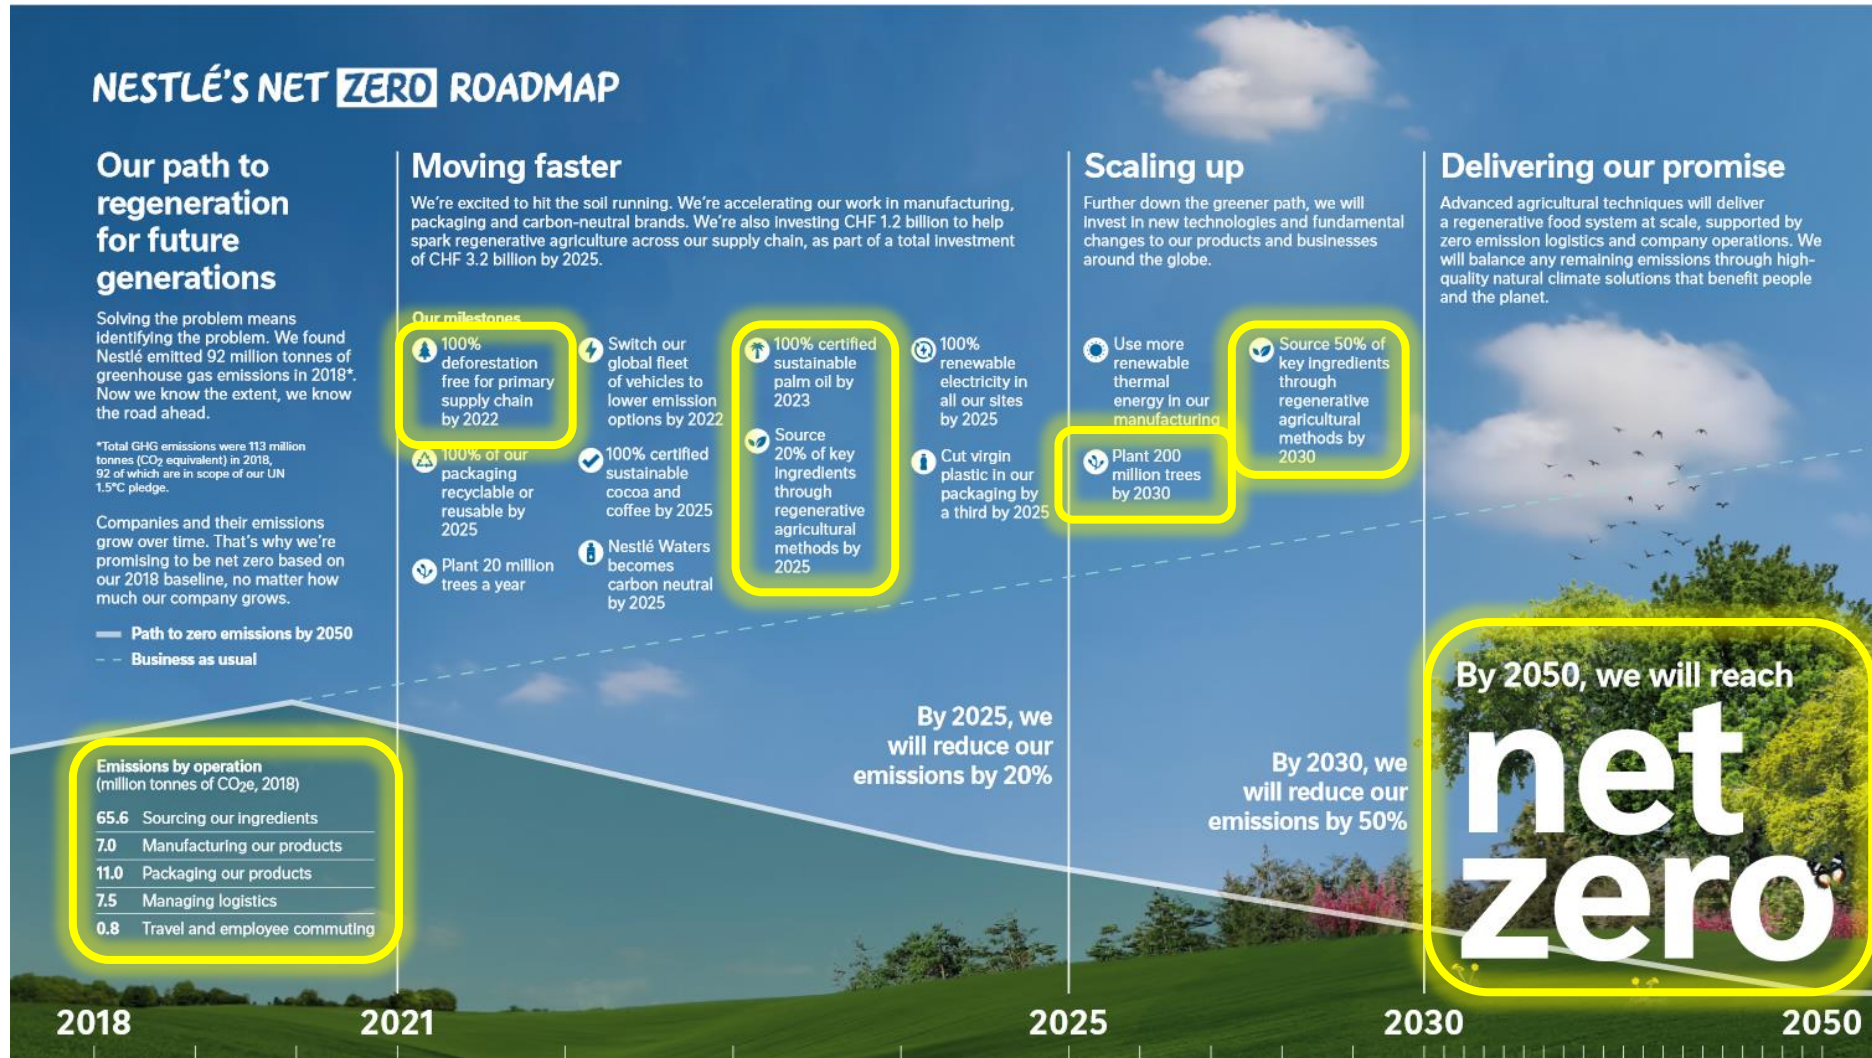 NESTLÉ'S NET ZERO ROADMAP
Our path to
regeneration
for future
generations
Solving the problem means
identifying the problem. We found
Nestlé emitted 92 million tonnes of
greenhouse gas emissions in 2018*.
Now we know the extent, we know
the road ahead.
*Total GHG emissions were 113 million
tonnes (CO₂ equivalent) in 2018,
92 of which are in scope of our UN
1.5°C pledge.
Companies and their emissions
grow over time. That's why we're
promising to be net zero based on
our 2018 baseline, no matter how
much our company grows.
Path to zero emissions by 2050
Business as usual
Emissions by operation
(million tonnes of CO₂e, 2018)
65.6 Sourcing our ingredients
7.0 Manufacturing our products
11.0 Packaging our products
7.5 Managing logistics
0.8 Travel and employee commuting
Moving faster
We're excited to hit the soil running. We're accelerating our work in manufacturing,
packaging and carbon-neutral brands. We're also investing CHF 1.2 billion to help
spark regenerative agriculture across our supply chain, as part of a total investment
of CHF 3.2 billion by 2025.
Our milestones
100%
deforestation
free for primary
supply chain
by 2022
100% of our
packaging
recyclable or
reusable by
2025
Plant 20 million
trees a year
Switch our
global fleet
of vehicles to
lower emission
options by 2022
100% certified
sustainable
cocoa and
coffee by 2025
Nestlé Waters
becomes
carbon neutral
by 2025
100% certified
sustainable
palm oil by
2023
Source
20% of key
ingredients
through
regenerative
agricultural
methods by
2025
100%
renewable
electricity in
all our sites
by 2025
Cut virgin
plastic in our
packaging by
a third by 2025
By 2025, we
will reduce our
emissions by 20%
Scaling up
Further down the greener path, we will
invest in new technologies and fundamental
changes to our products and businesses
around the globe.
Use more
renewable
thermal
energy in our
manufacturing
Plant 200
million trees
by 2030
Source 50% of
key ingredients
through
regenerative
agricultural
methods by
2030
By 2030, we
will reduce our
emissions by 50%
Delivering our promise
Advanced agricultural techniques will deliver
a regenerative food system at scale, supported by
zero emission logistics and company operations. We
will balance any remaining emissions through high-
quality natural climate solutions that benefit people
and the planet.
By 2050, we will reach
net
zero
2018
2021
2025
2030
2050